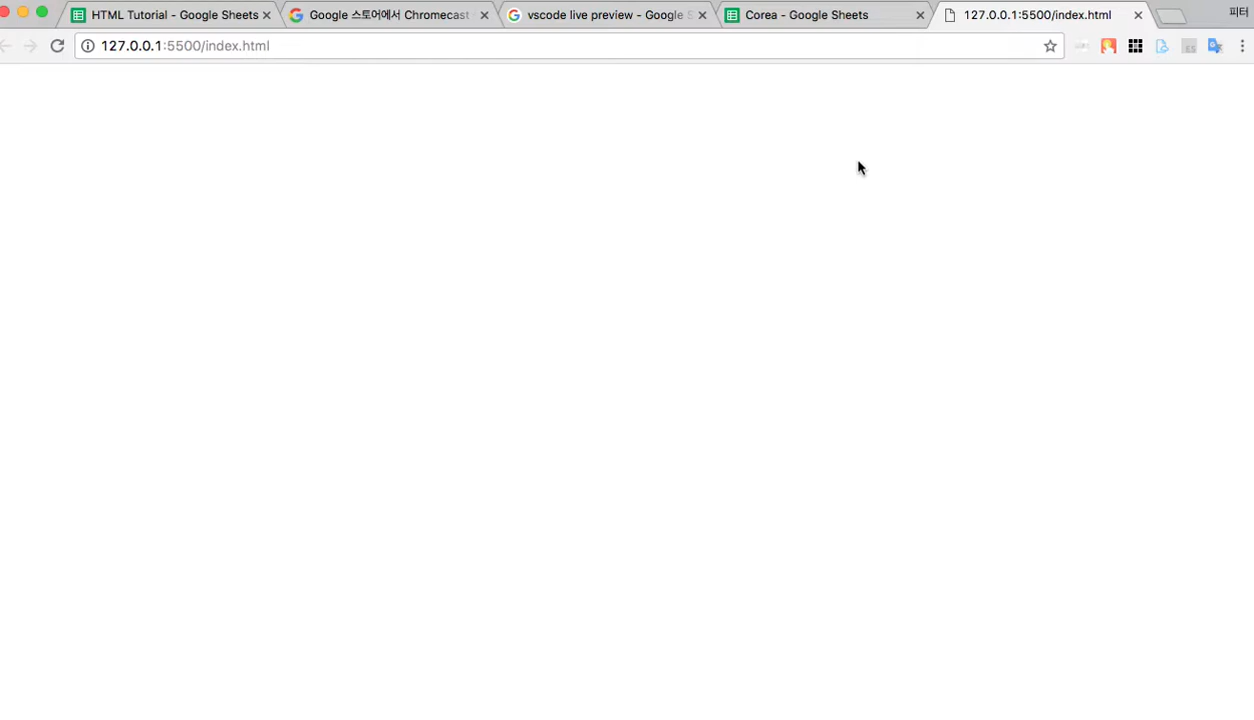 HTML Tutorial - Google Sheets
Google 스토어에서 Chromecast
vscode live preview - Google S
Corea - Google Sheets
127.0.0.1:5500/index.html
피터
127.0.0.1:5500/index.html